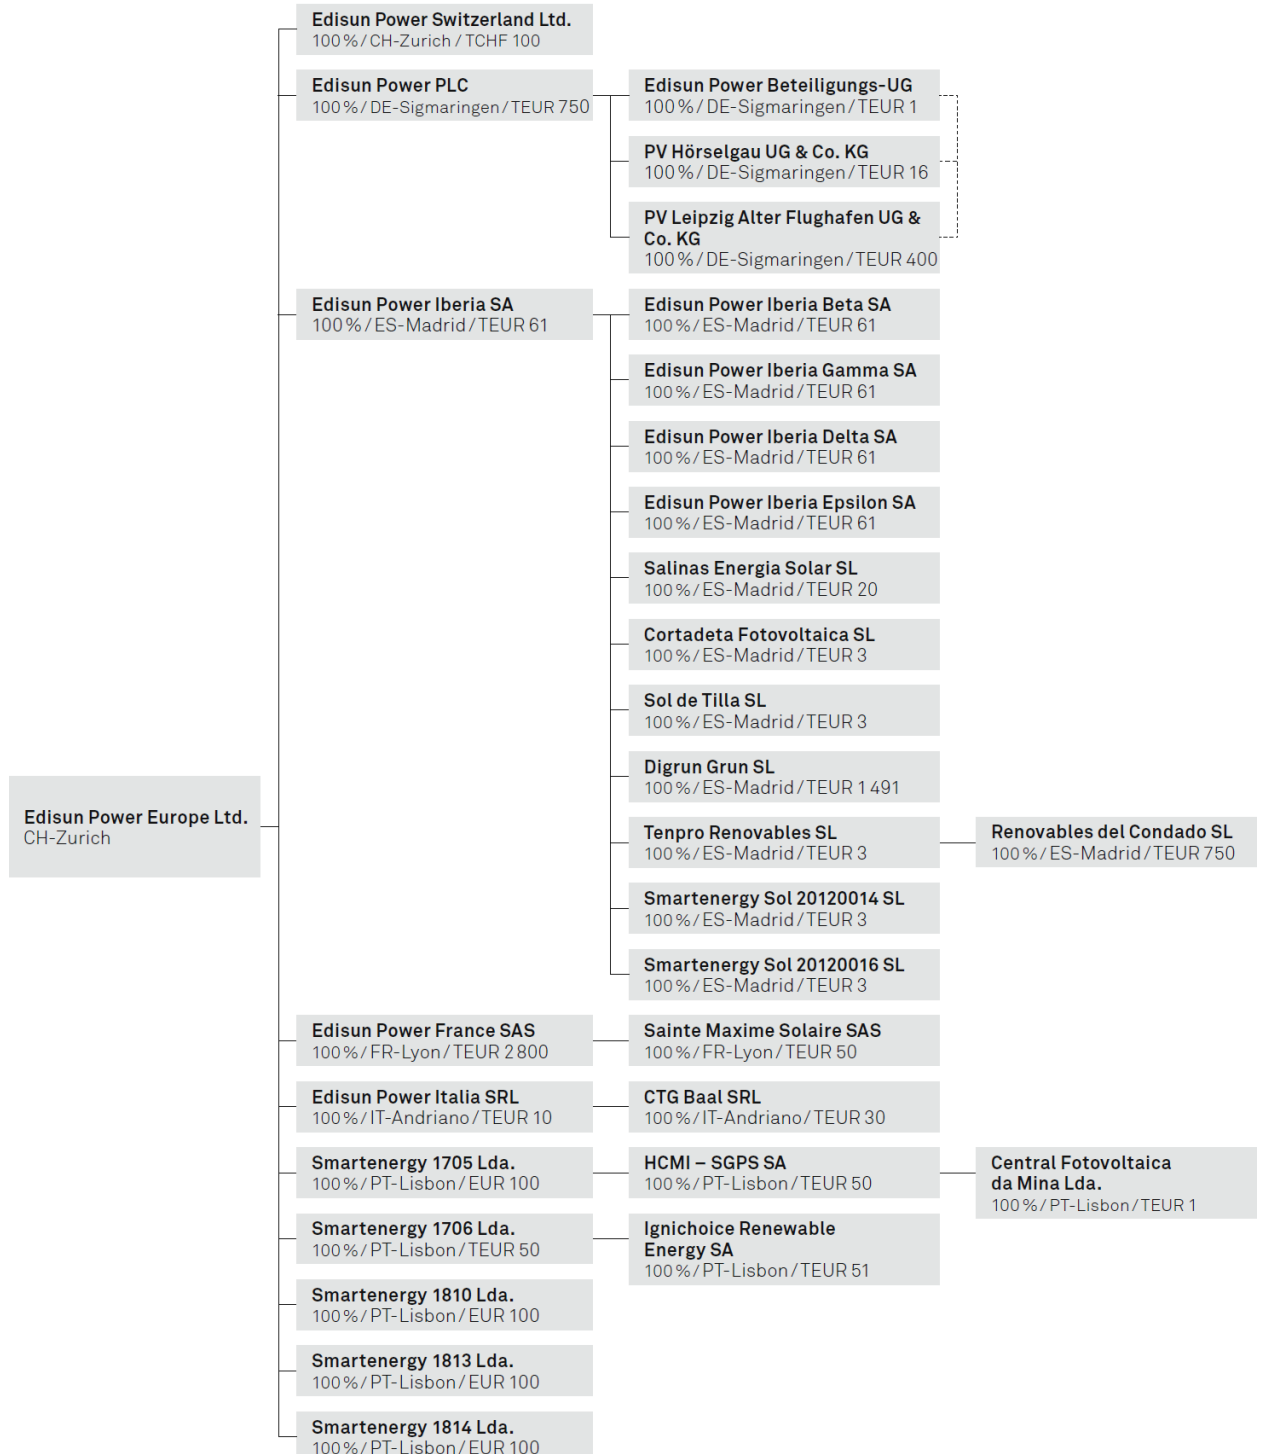 Edisun Power Switzerland Ltd.
100%/CH-Zurich / TCHF 100
Edisun Power PLC
100%/DE-Sigmaringen/TEUR 750
Edisun Power Beteiligungs-UG
100%/DE-Sigmaringen/TEUR 1
PV Hörselgau UG & Co. KG
100%/DE-Sigmaringen/TEUR 16
PV Leipzig Alter Flughafen UG &
Co. KG
100%/DE-Sigmaringen/TEUR 400
Edisun Power Iberia SA
100%/ES-Madrid/TEUR 61
Edisun Power Iberia Beta SA
100%/ES-Madrid/TEUR 61
Edisun Power Iberia Gamma SA
100%/ES-Madrid/TEUR 61
Edisun Power Iberia Delta SA
100%/ES-Madrid/TEUR 61
Edisun Power Iberia Epsilon SA
100%/ES-Madrid/TEUR 61
Salinas Energia Solar SL
100%/ES-Madrid/TEUR 20
Cortadeta Fotovoltaica SL
100%/ES-Madrid/TEUR 3
Sol de Tilla SL
100%/ES-Madrid/TEUR 3
Digrun Grun SL
100%/ES-Madrid/TEUR 1 491
Edisun Power Europe Ltd.
CH-Zurich
Tenpro Renovables SL
100%/ES-Madrid/TEUR 3
Renovables del Condado SL
100%/ES-Madrid/TEUR 750
Smartenergy Sol 20120014 SL
100%/ES-Madrid/TEUR 3
Smartenergy Sol 20120016 SL
100%/ES-Madrid/TEUR 3
Edisun Power France SAS
100%/FR-Lyon/TEUR 2 800
Sainte Maxime Solaire SAS
100%/FR-Lyon/TEUR 50
Edisun Power Italia SRL
100%/IT-Andriano/TEUR 10
CTG Baal SRL
100%/IT-Andriano/TEUR 30
Smartenergy 1705 Lda.
100%/PT-Lisbon/EUR 100
HCMI – SGPS SA
100%/PT-Lisbon/TEUR 50
Central Fotovoltaica
da Mina Lda.
100%/PT-Lisbon/TEUR 1
Smartenergy 1706 Lda.
100%/PT-Lisbon/TEUR 50
Ignichoice Renewable
Energy SA
100%/PT-Lisbon/TEUR 51
Smartenergy 1810 Lda.
100%/PT-Lisbon/EUR 100
Smartenergy 1813 Lda.
100%/PT-Lisbon/EUR 100
Smartenergy 1814 Lda.
100%/PT-Lisbon/EUR 100